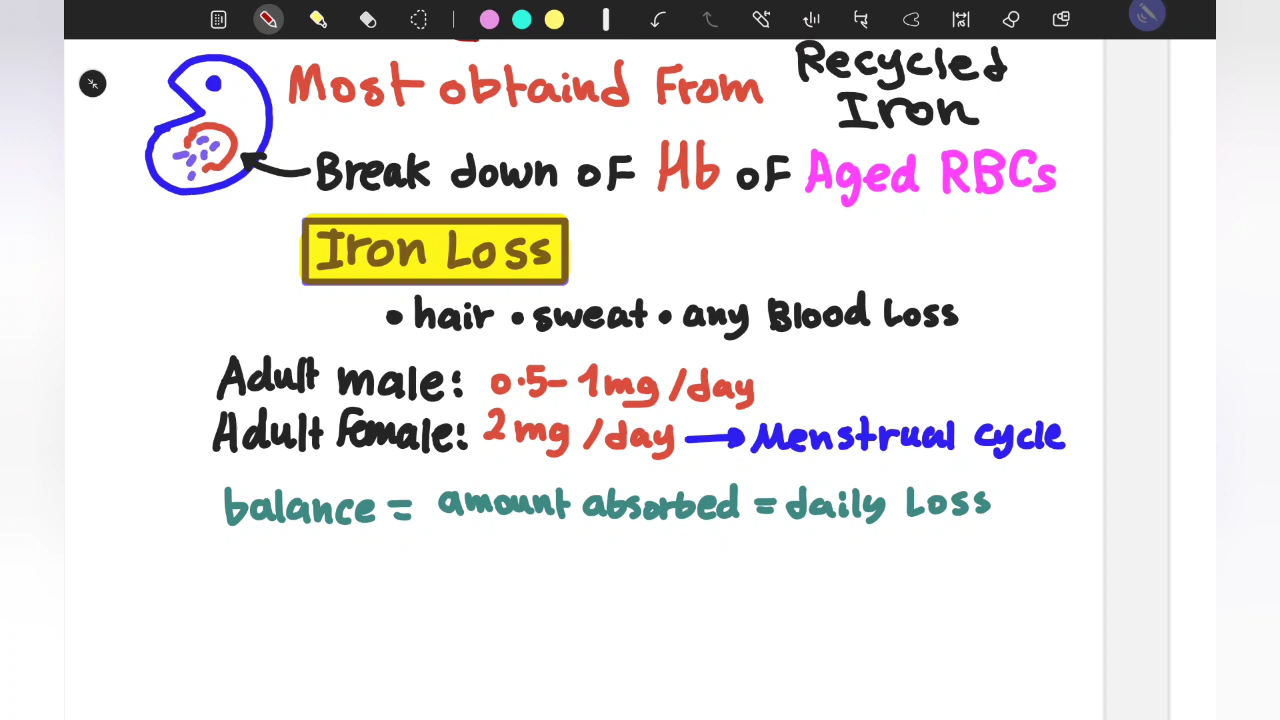 Recycled
Most obtaind From Iron
Break down of Hb of Aged RBCs
Iron Loss
• hair • sweat • any Blood Loss
Adult male: 0.5-1mg/day
Adult Female: 2mg/day → Menstrual cycle
balance = amount absorbed = daily Loss